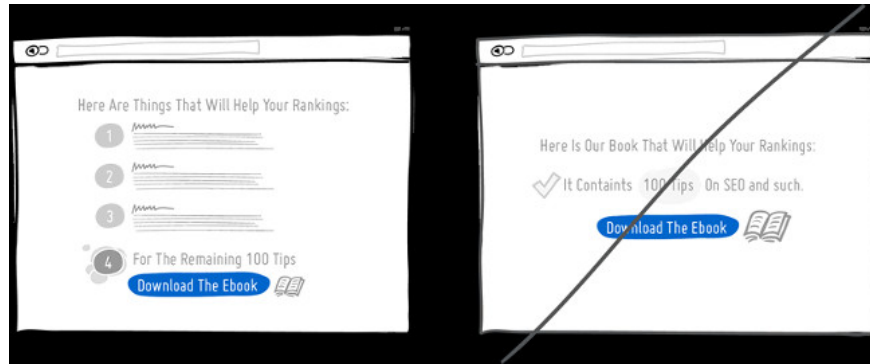 Here Are Things That Will Help Your Rankings:
1
2
3
4 For The Remaining 100 Tips
Download The Ebook
Here Is Our Book That Will Help Your Rankings:
It Containts 100 Tips On SEO and such.
Download The Ebook